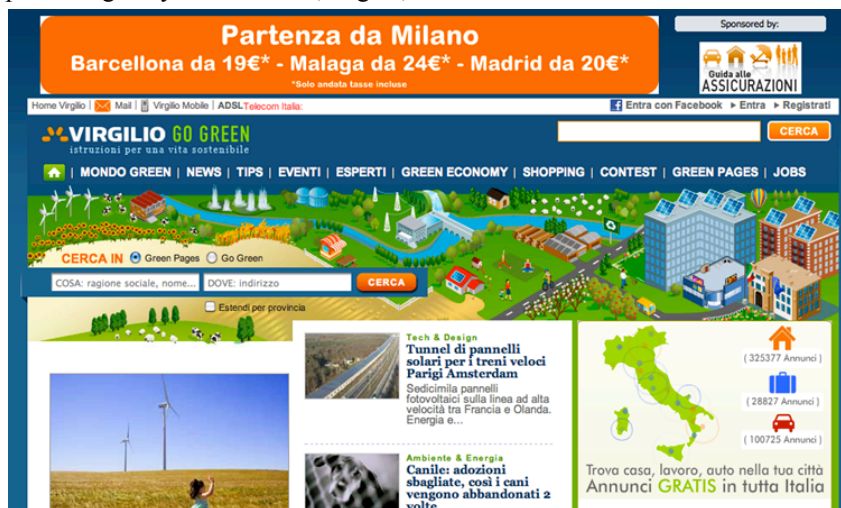 Partenza da Milano
Barcellona da 19€* - Malaga da 24€* - Madrid da 20€*
*Solo andata tasse incluse
Sponsored by:
Guida alle
ASSICURAZIONI
Home Virgilio | Mail | Virgilio Mobile | ADSL Telecom Italia:
Entra con Facebook ▸ Entra ▸ Registrati
VIRGILIO GO GREEN
istruzioni per una vita sostenibile
CERCA
| MONDO GREEN | NEWS | TIPS | EVENTI | ESPERTI | GREEN ECONOMY | SHOPPING | CONTEST | GREEN PAGES | JOBS
CERCA IN Green Pages Go Green
COSA: ragione sociale, nome... DOVE: indirizzo CERCA
Estendi per provincia
Tech & Design
Tunnel di pannelli
solari per i treni veloci
Parigi Amsterdam
Sedicimila pannelli
fotovoltaici sulla linea ad alta
velocità tra Francia e Olanda.
Energia e...
Ambiente & Energia
Canile: adozioni
sbagliate, così i cani
vengono abbandonati 2
volte
( 325377 Annunci )
( 28827 Annunci )
( 100725 Annunci )
Trova casa, lavoro, auto nella tua città
Annunci GRATIS in tutta Italia